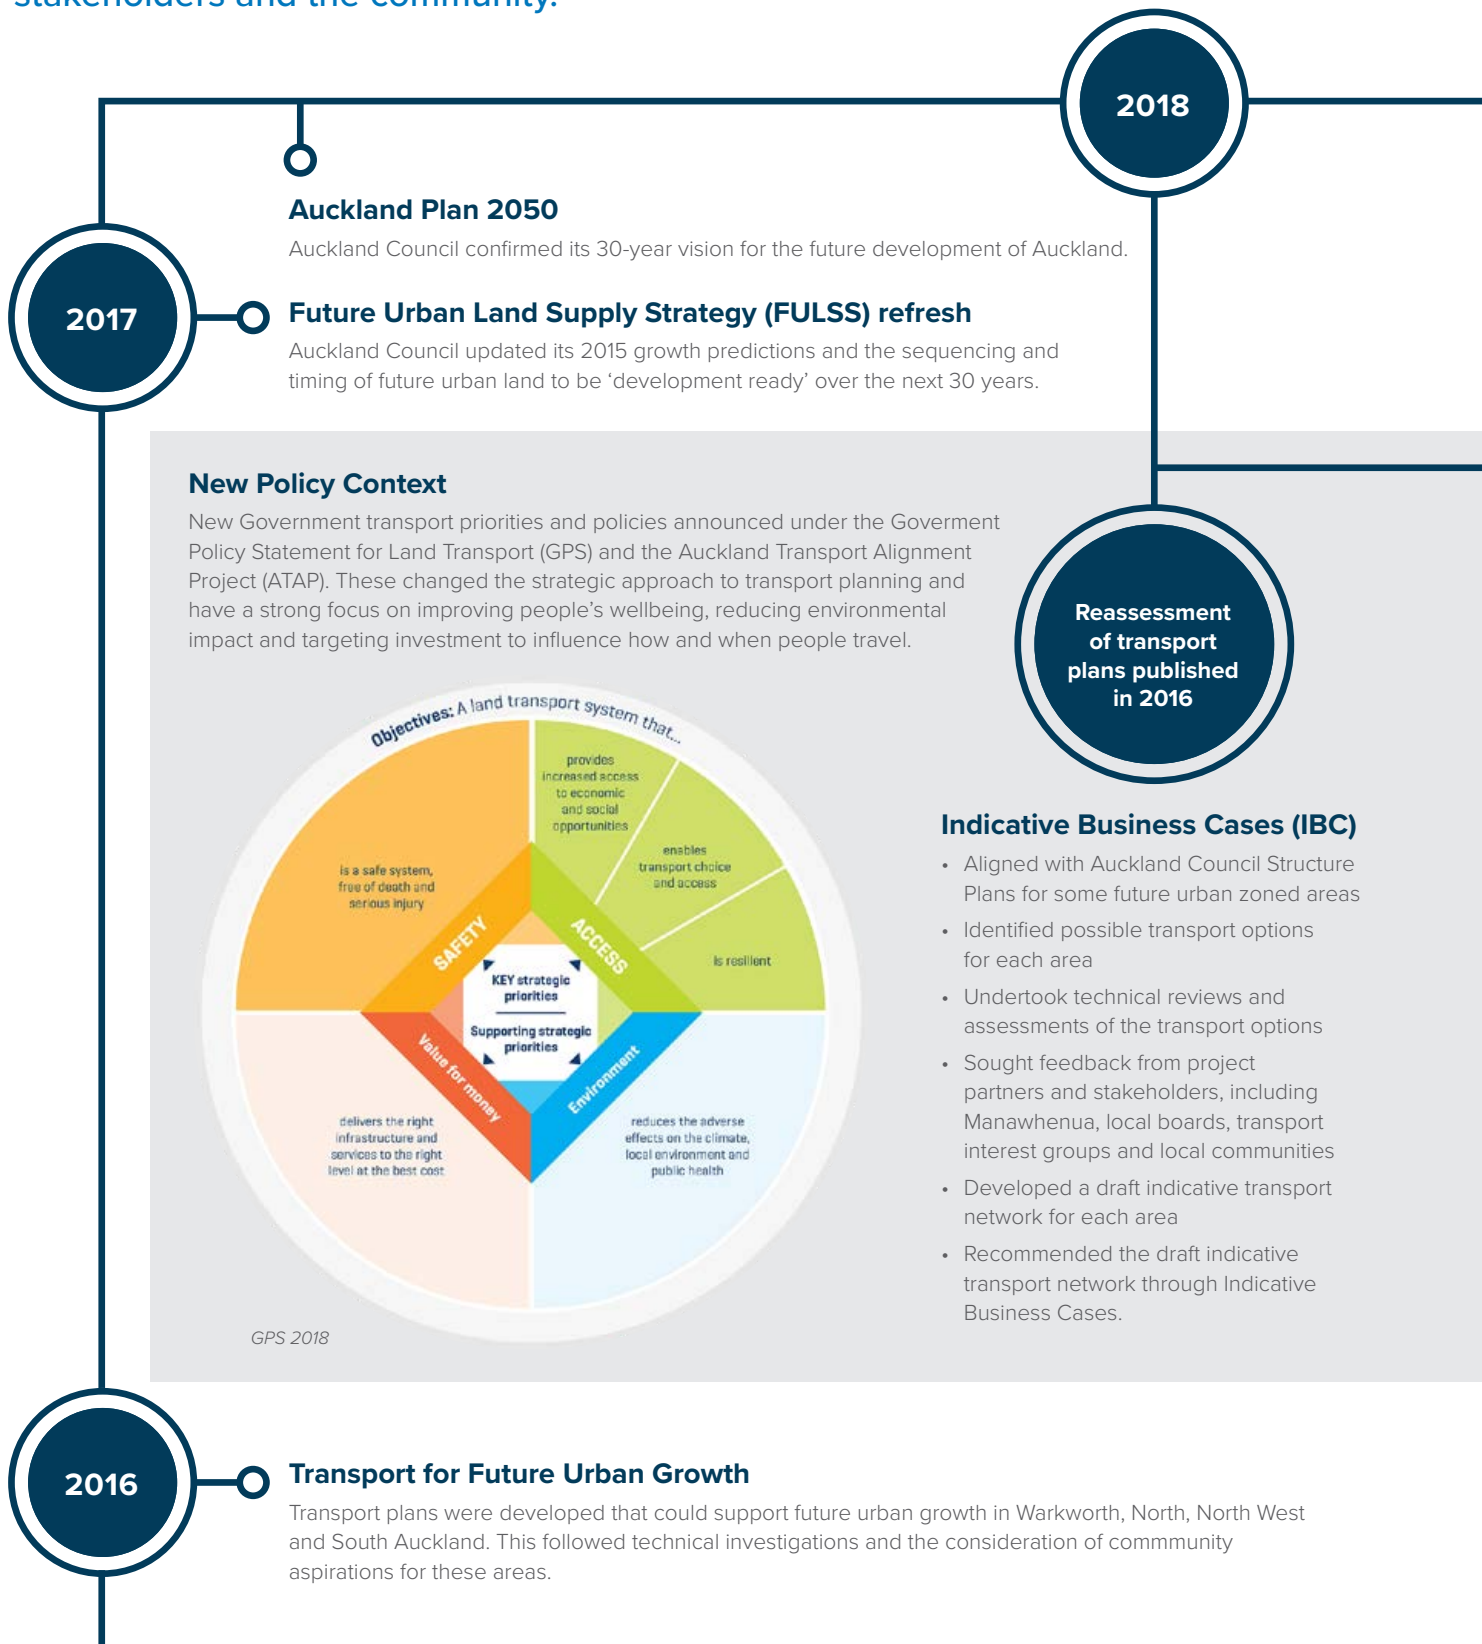 stakeholders and the community.
2018
Auckland Plan 2050
Auckland Council confirmed its 30-year vision for the future development of Auckland.
2017
Future Urban Land Supply Strategy (FULSS) refresh
Auckland Council updated its 2015 growth predictions and the sequencing and
timing of future urban land to be ‘development ready’ over the next 30 years.
New Policy Context
New Government transport priorities and policies announced under the Goverment
Policy Statement for Land Transport (GPS) and the Auckland Transport Alignment
Project (ATAP). These changed the strategic approach to transport planning and
have a strong focus on improving people’s wellbeing, reducing environmental
impact and targeting investment to influence how and when people travel.
Reassessment
of transport
plans published
in 2016
Objectives: A land transport system that...
provides
increased access
to economic
and social
opportunities
enables
transport choice
and access
is resilient
is a safe system,
free of death and
serious injury
SAFETY
ACCESS
KEY strategic
priorities
Supporting strategic
priorities
Value for money
Environment
delivers the right
infrastructure and
services to the right
level at the best cost
reduces the adverse
effects on the climate,
local environment and
public health
GPS 2018
Indicative Business Cases (IBC)
• Aligned with Auckland Council Structure
Plans for some future urban zoned areas
• Identified possible transport options
for each area
• Undertook technical reviews and
assessments of the transport options
• Sought feedback from project
partners and stakeholders, including
Manawhenua, local boards, transport
interest groups and local communities
• Developed a draft indicative transport
network for each area
• Recommended the draft indicative
transport network through Indicative
Business Cases.
2016
Transport for Future Urban Growth
Transport plans were developed that could support future urban growth in Warkworth, North, North West
and South Auckland. This followed technical investigations and the consideration of commmunity
aspirations for these areas.